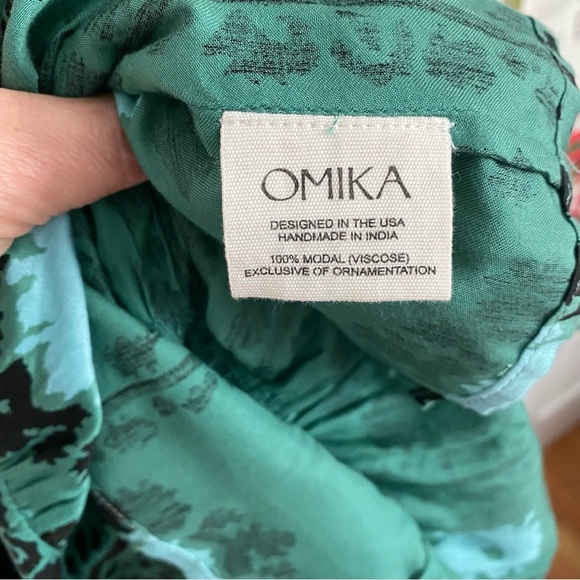 OMIKA
DESIGNED IN THE USA
HANDMADE IN INDIA
100% MODAL (VISCOSE)
EXCLUSIVE OF ORNAMENTATION